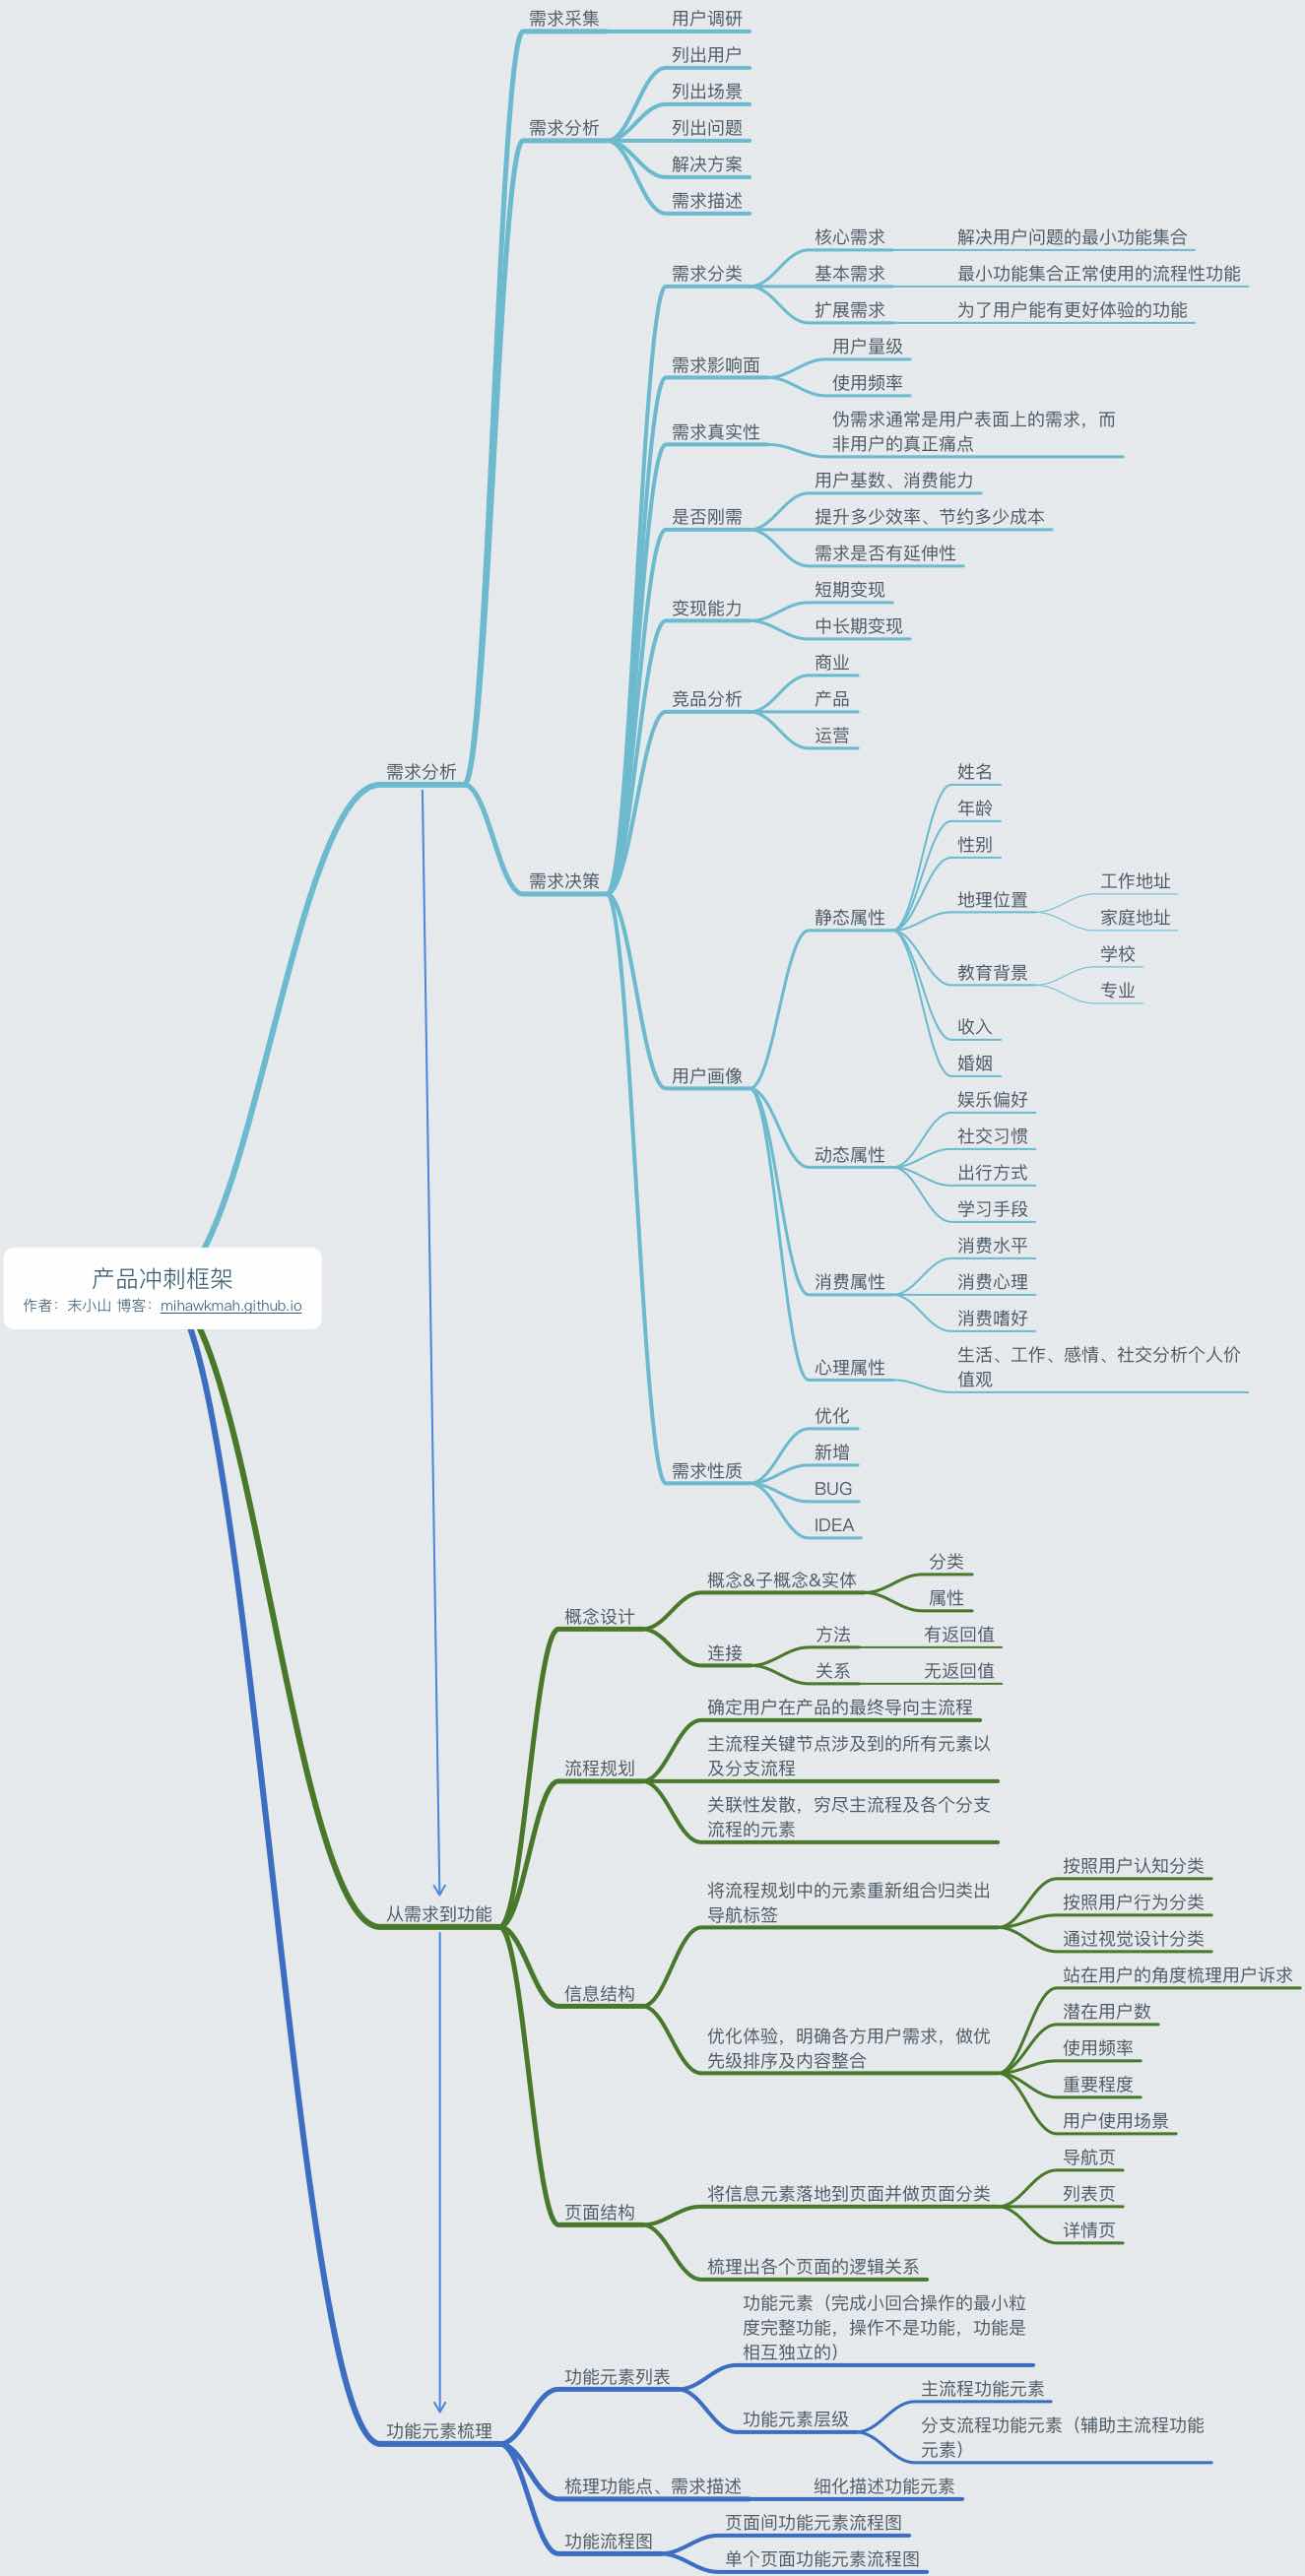 产品冲刺框架
作者：末小山 博客：mihawkmah.github.io
需求分析
需求采集
用户调研
需求分析
列出用户
列出场景
列出问题
解决方案
需求描述
需求决策
需求分类
核心需求
解决用户问题的最小功能集合
基本需求
最小功能集合正常使用的流程性功能
扩展需求
为了用户能有更好体验的功能
需求影响面
用户量级
使用频率
需求真实性
伪需求通常是用户表面上的需求，而
非用户的真正痛点
是否刚需
用户基数、消费能力
提升多少效率、节约多少成本
需求是否有延伸性
变现能力
短期变现
中长期变现
竞品分析
商业
产品
运营
用户画像
静态属性
姓名
年龄
性别
地理位置
工作地址
家庭地址
教育背景
学校
专业
收入
婚姻
动态属性
娱乐偏好
社交习惯
出行方式
学习手段
消费属性
消费水平
消费心理
消费嗜好
心理属性
生活、工作、感情、社交分析个人价
值观
需求性质
优化
新增
BUG
IDEA
从需求到功能
概念设计
概念&子概念&实体
分类
属性
连接
方法
有返回值
关系
无返回值
流程规划
确定用户在产品的最终导向主流程
主流程关键节点涉及到的所有元素以
及分支流程
关联性发散，穷尽主流程及各个分支
流程的元素
信息结构
将流程规划中的元素重新组合归类出
导航标签
按照用户认知分类
按照用户行为分类
通过视觉设计分类
优化体验，明确各方用户需求，做优
先级排序及内容整合
站在用户的角度梳理用户诉求
潜在用户数
使用频率
重要程度
用户使用场景
页面结构
将信息元素落地到页面并做页面分类
导航页
列表页
详情页
梳理出各个页面的逻辑关系
功能元素梳理
功能元素列表
功能元素（完成小回合操作的最小粒
度完整功能，操作不是功能，功能是
相互独立的）
功能元素层级
主流程功能元素
分支流程功能元素（辅助主流程功能
元素）
梳理功能点、需求描述
细化描述功能元素
功能流程图
页面间功能元素流程图
单个页面功能元素流程图